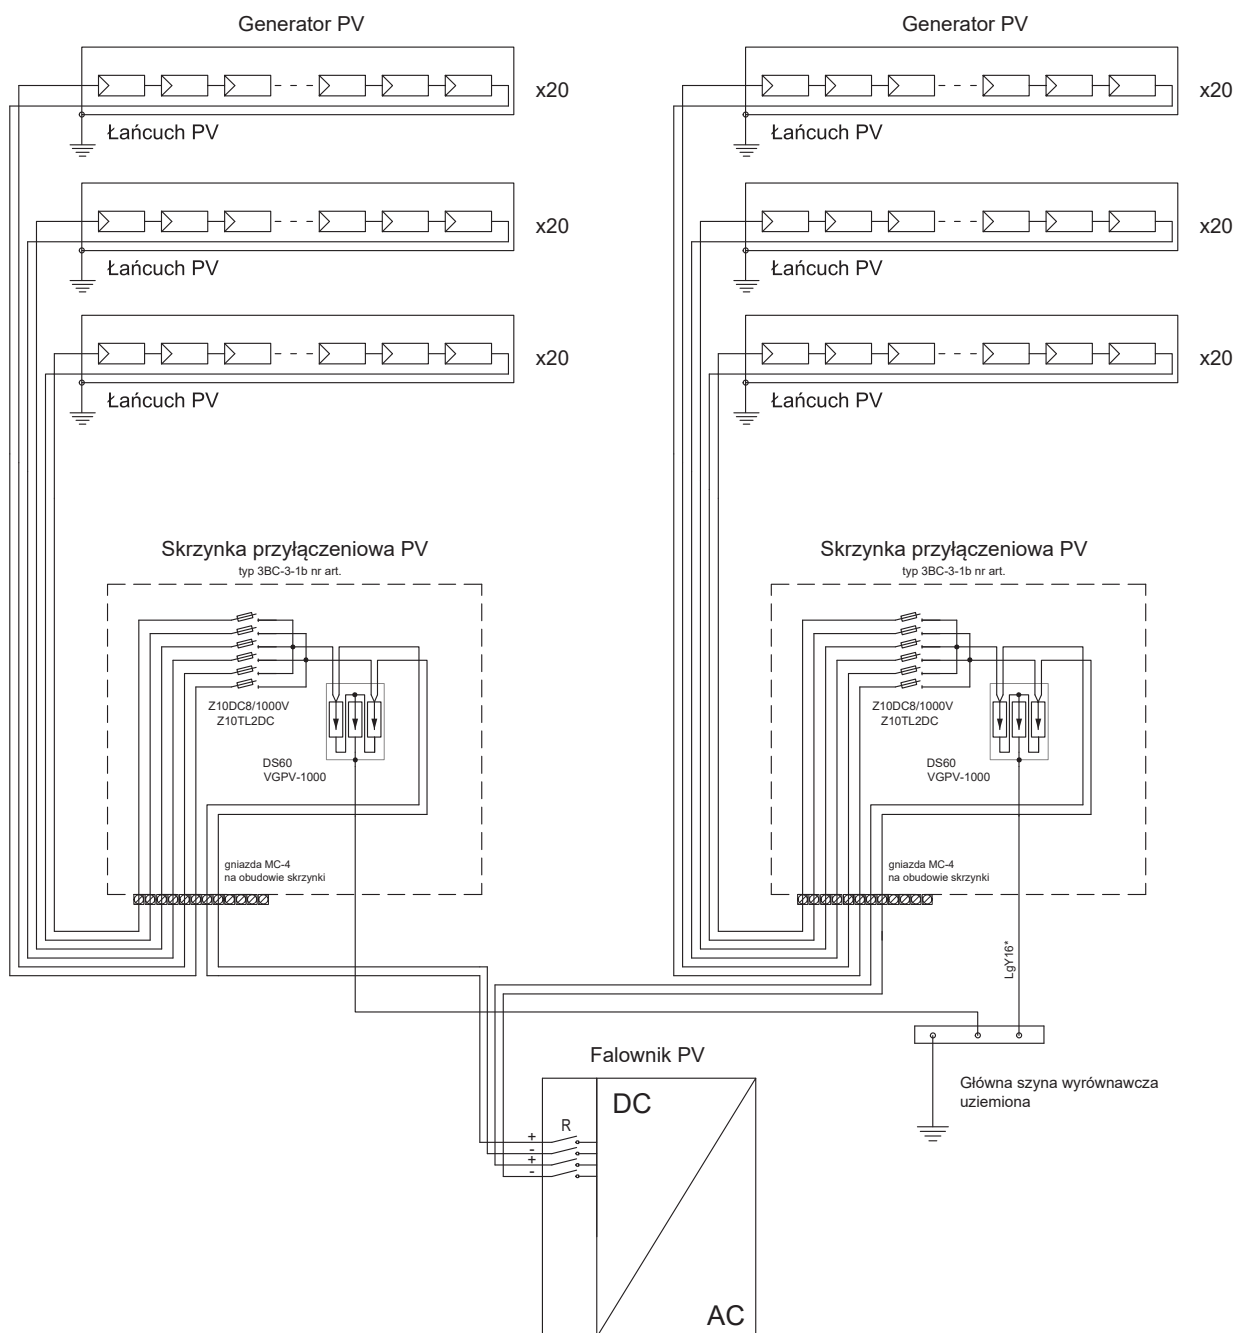 Generator PV
Generator PV
x20
x20
Łańcuch PV
Łańcuch PV
x20
x20
Łańcuch PV
Łańcuch PV
x20
x20
Łańcuch PV
Łańcuch PV
Skrzynka przyłączeniowa PV
typ 3BC-3-1b nr art.
Skrzynka przyłączeniowa PV
typ 3BC-3-1b nr art.
Z10DC8/1000V
Z10TL2DC
Z10DC8/1000V
Z10TL2DC
DS60
VGPV-1000
DS60
VGPV-1000
gniazda MC-4
na obudowie skrzynki
gniazda MC-4
na obudowie skrzynki
LgY16*
Falownik PV
Główna szyna wyrównawcza
uziemiona
DC
R
+
-
+
-
AC